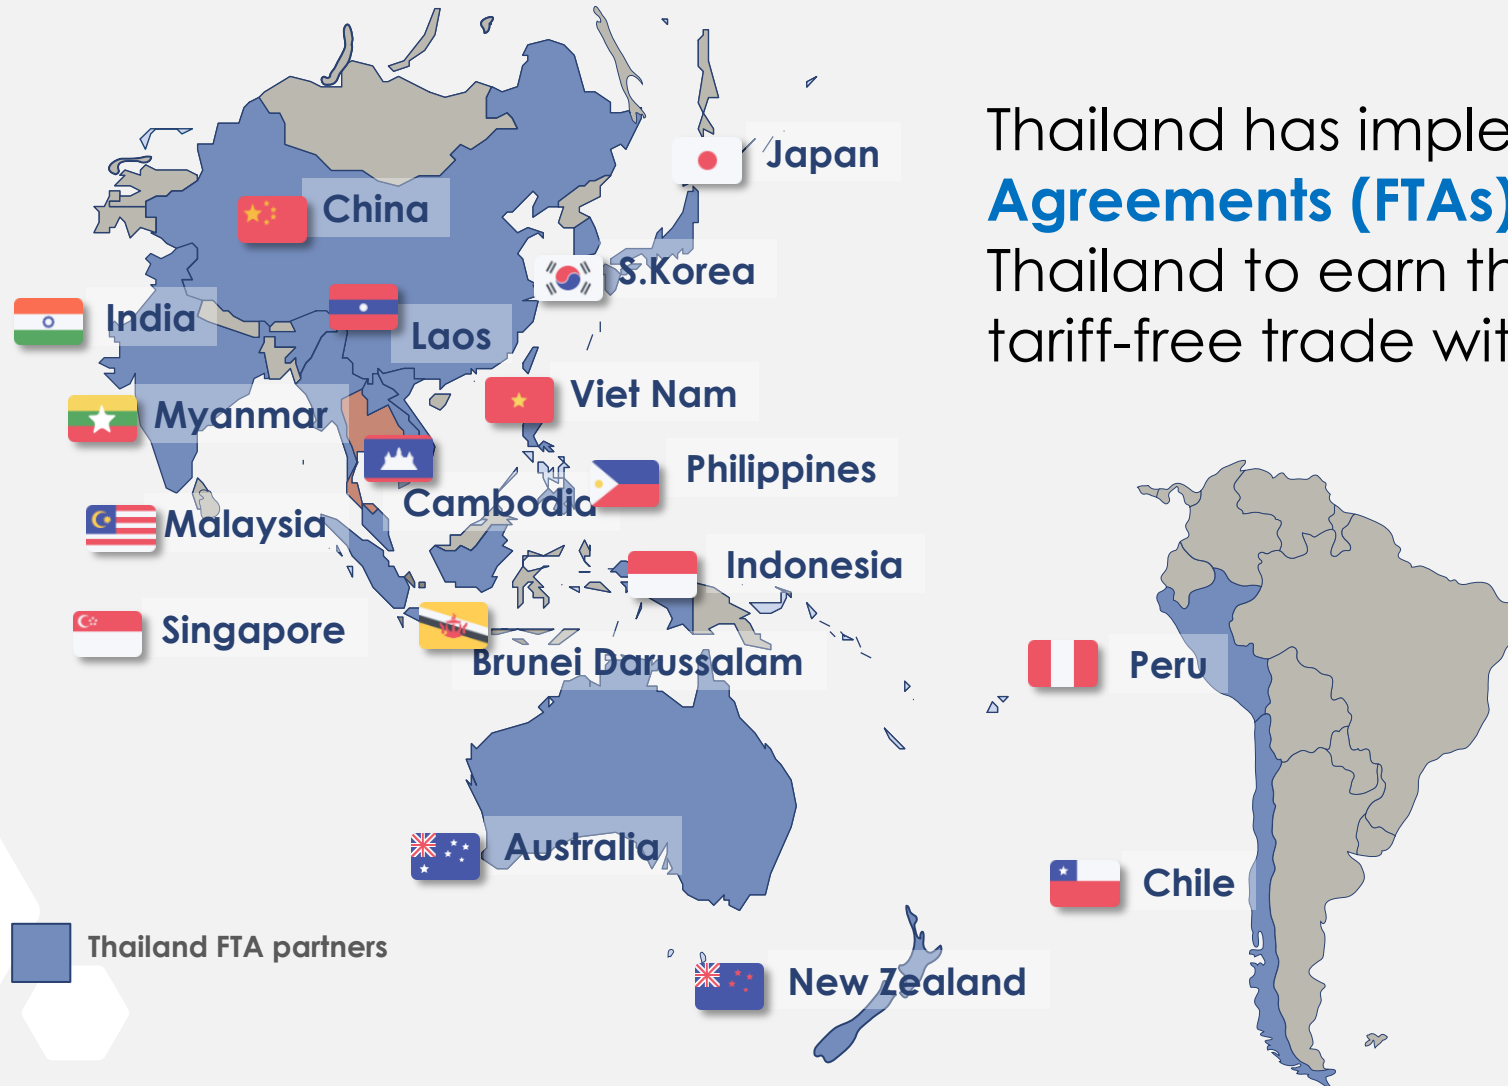 Thailand has imple
Agreements (FTAs)
Thailand to earn th
tariff-free trade wit
Japan
China
S.Korea
India
Laos
Viet Nam
Myanmar
Philippines
Cambodia
Malaysia
Indonesia
Singapore
Brunei Darussalam
Peru
Australia
Chile
Thailand FTA partners
New Zealand